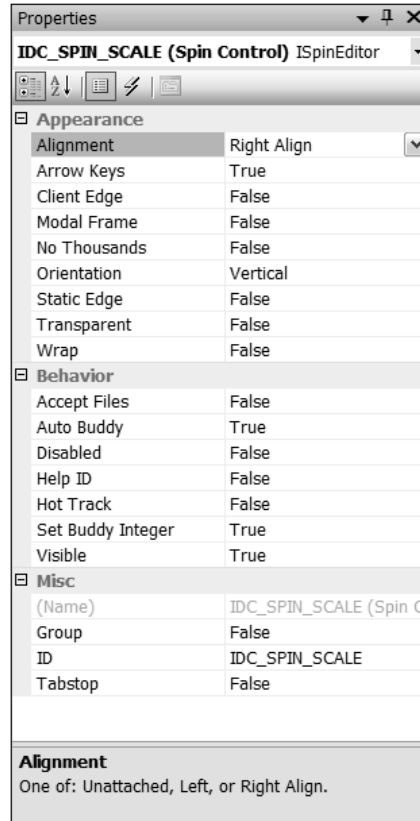 Properties
IDC_SPIN_SCALE (Spin Control) ISpinEditor
Appearance
Alignment Right Align
Arrow Keys True
Client Edge False
Modal Frame False
No Thousands False
Orientation Vertical
Static Edge False
Transparent False
Wrap False
Behavior
Accept Files False
Auto Buddy True
Disabled False
Help ID False
Hot Track False
Set Buddy Integer True
Visible True
Misc
(Name) IDC_SPIN_SCALE (Spin C
Group False
ID IDC_SPIN_SCALE
Tabstop False
Alignment
One of: Unattached, Left, or Right Align.